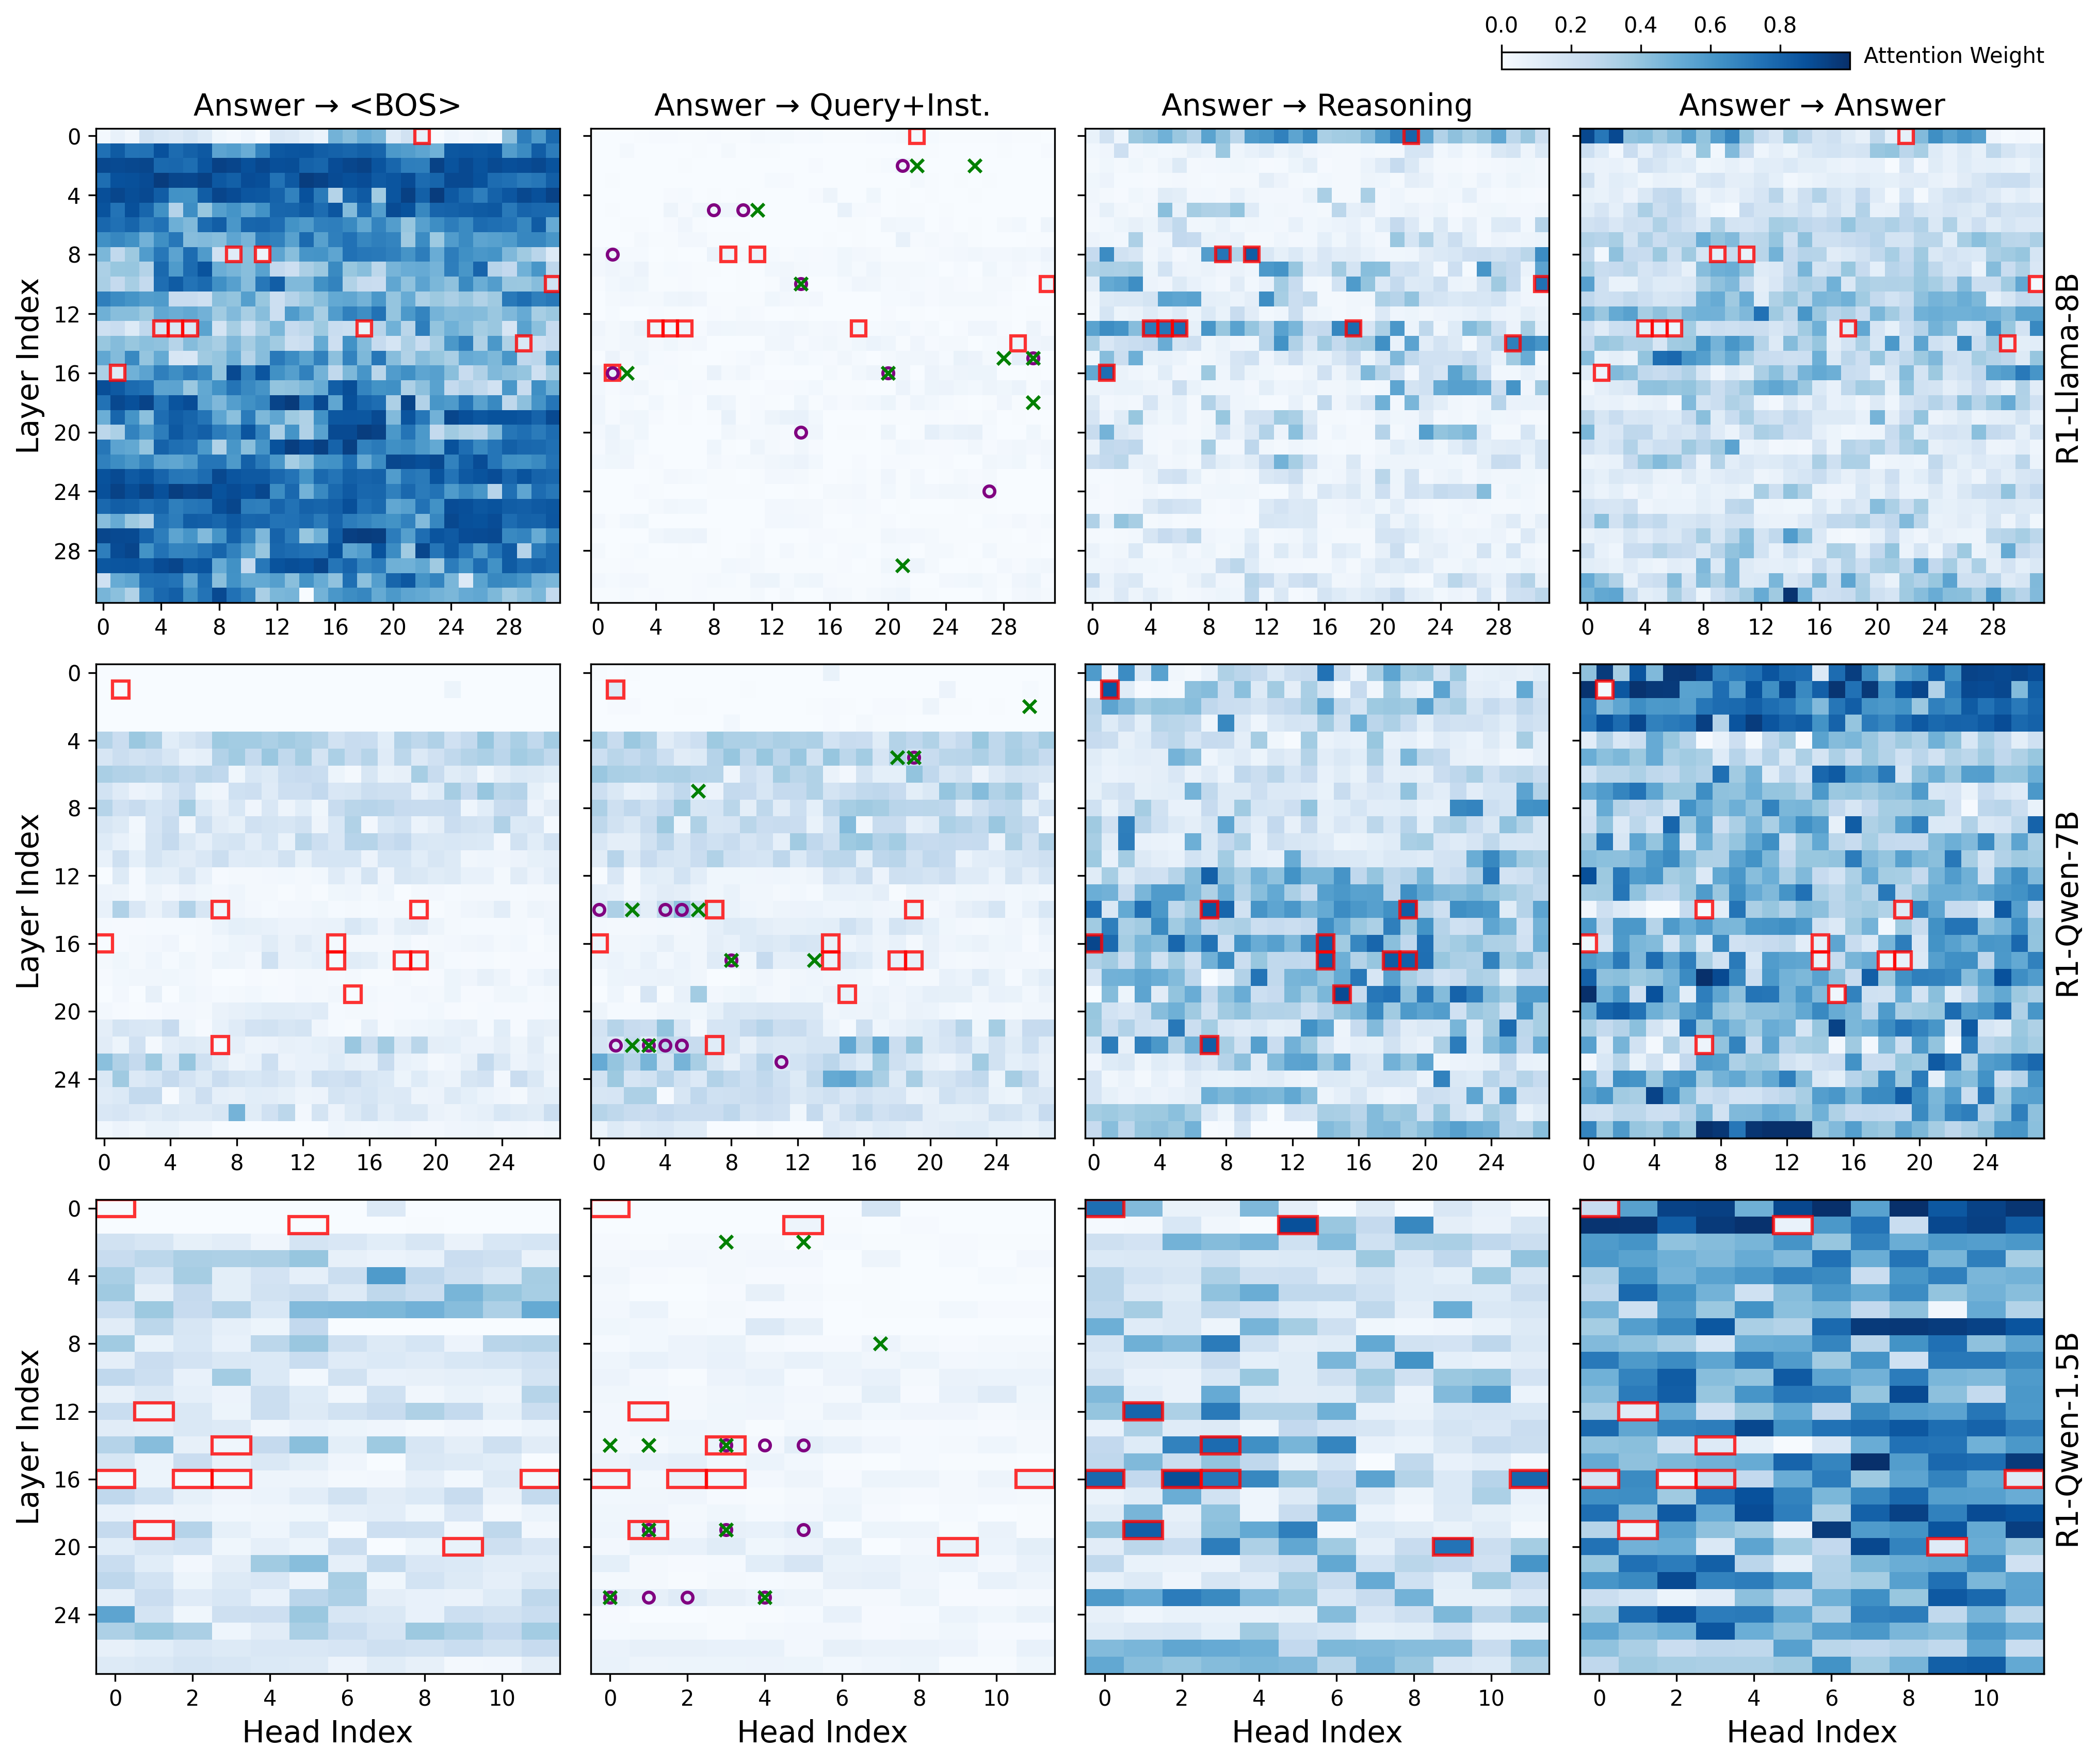 0.0 0.2 0.4 0.6 0.8
Attention Weight
Answer → <BOS>
Answer → Query+Inst.
Answer → Reasoning
Answer → Answer
Layer Index
0
4
8
12
16
20
24
28
0 4 8 12 16 20 24 28
0 4 8 12 16 20 24 28
0 4 8 12 16 20 24 28
0 4 8 12 16 20 24 28
R1-Llama-8B
Layer Index
0
4
8
12
16
20
24
0 4 8 12 16 20 24
0 4 8 12 16 20 24
0 4 8 12 16 20 24
0 4 8 12 16 20 24
R1-Qwen-7B
Layer Index
0
4
8
12
16
20
24
0 2 4 6 8 10
0 2 4 6 8 10
0 2 4 6 8 10
0 2 4 6 8 10
R1-Qwen-1.5B
Head Index
Head Index
Head Index
Head Index